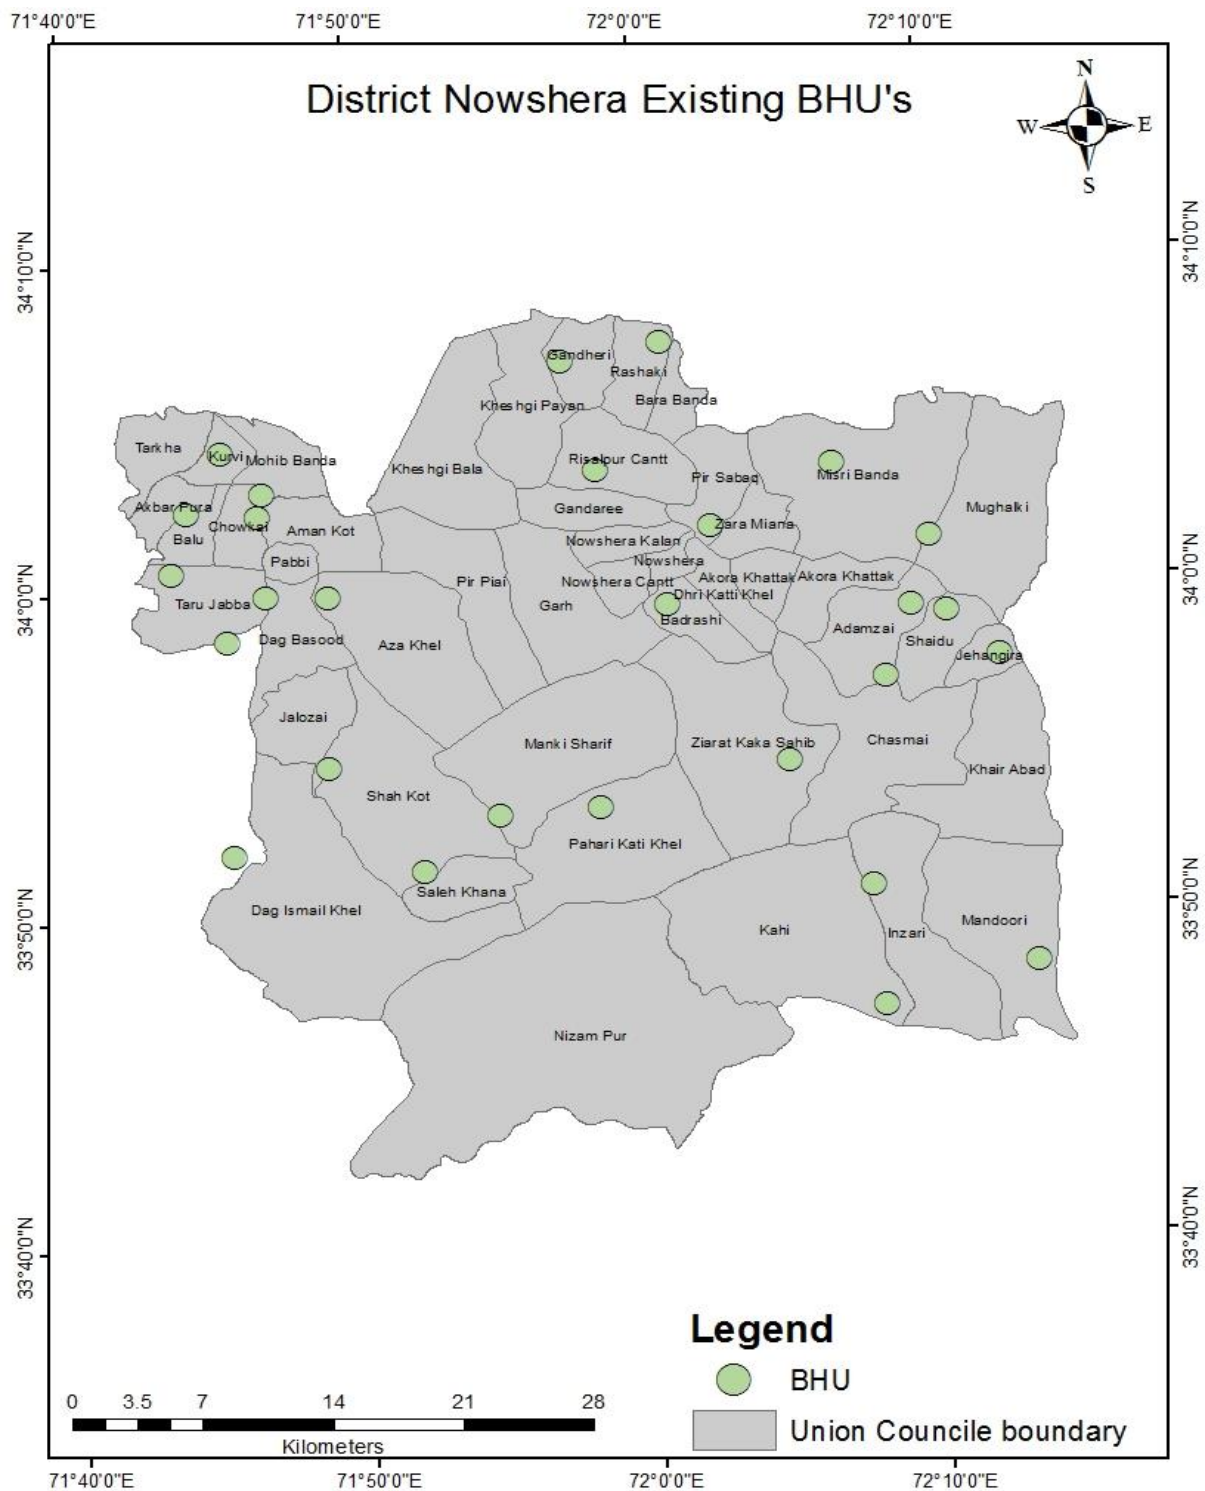 71°40'0"E 71°50'0"E 72°0'0"E 72°10'0"E
District Nowshera Existing BHU's
N
W E
S
34°10'0"N
34°10'0"N
Gandheri
Rashaki
Kheshgi Payan
Bara Banda
Tarkha
Kurvi
Mohib Banda
Kheshgi Bala
Risalpur Cantt
Pir Sabaq
Misri Banda
Akbar Pura
Chowkai
Balu
Aman Kot
Gandaree
Zara Miana
Mughalki
Nowshera Kalan
Pabbi
Nowshera
Pir Piai
Nowshera Cantt
Akora Khattak
Akora Khattak
34°0'0"N
34°0'0"N
Taru Jabba
Garh
Dhri Katti Khel
Badrashi
Adamzai
Dag Basood
Aza Khel
Shaidu
Jehangira
Jalozai
Manki Sharif
Ziarat Kaka Sahib
Chasmai
Khair Abad
Shah Kot
Pahari Kati Khel
Saleh Khana
Dag Ismail Khel
33°50'0"N
33°50'0"N
Kahi
Inzari
Mandoori
Nizam Pur
33°40'0"N
33°40'0"N
Legend
BHU
Union Councile boundary
0 3.5 7 14 21 28
Kilometers
71°40'0"E 71°50'0"E 72°0'0"E 72°10'0"E